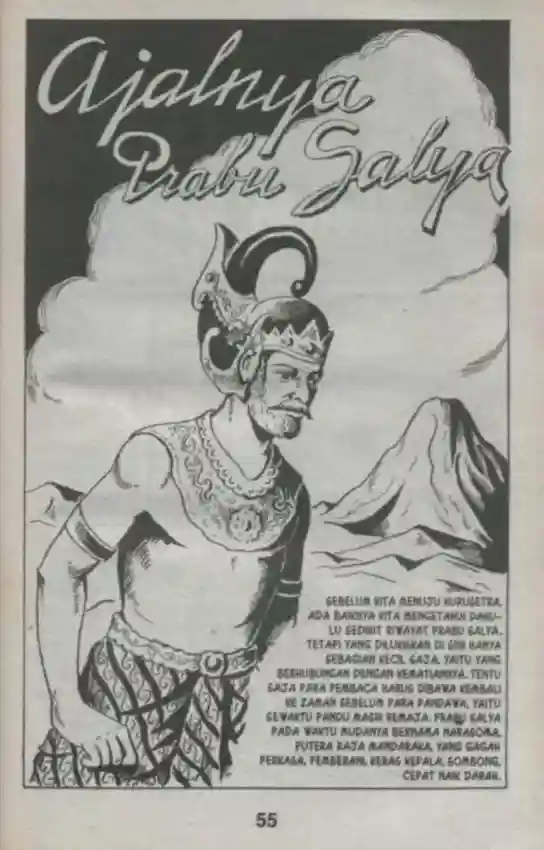 Ajalnya
Prabu Salya
SEBELUM KITA MENUJU KURUSETRA,
ADA BAIKNYA KITA MENGETAHUI DAHU-
LU SEDIKIT RIWAYAT PRABU SALYA.
TETAPI YANG DILUKISKAN DI SINI HANYA
SEBAGIAN KECIL SAJA, YAITU YANG
BERHUBUNGAN DENGAN KEMATIANNYA. TENTU
SAJA PARA PEMBACA HARUS DIBAWA KEMBALI
KE ZAMAN SEBELUM PARA PANDAWA, YAITU
SEWAKTU PANDU MASIH REMAJA. PRABU SALYA
PADA WAKTU MUDANYA BERNAMA NARASOMA,
PUTERA RAJA MANDARAKA, YANG GAGAH
PERKASA, PEMBERANI, KERAS KEPALA, SOMBONG,
CEPAT NAIK DARAH.
55